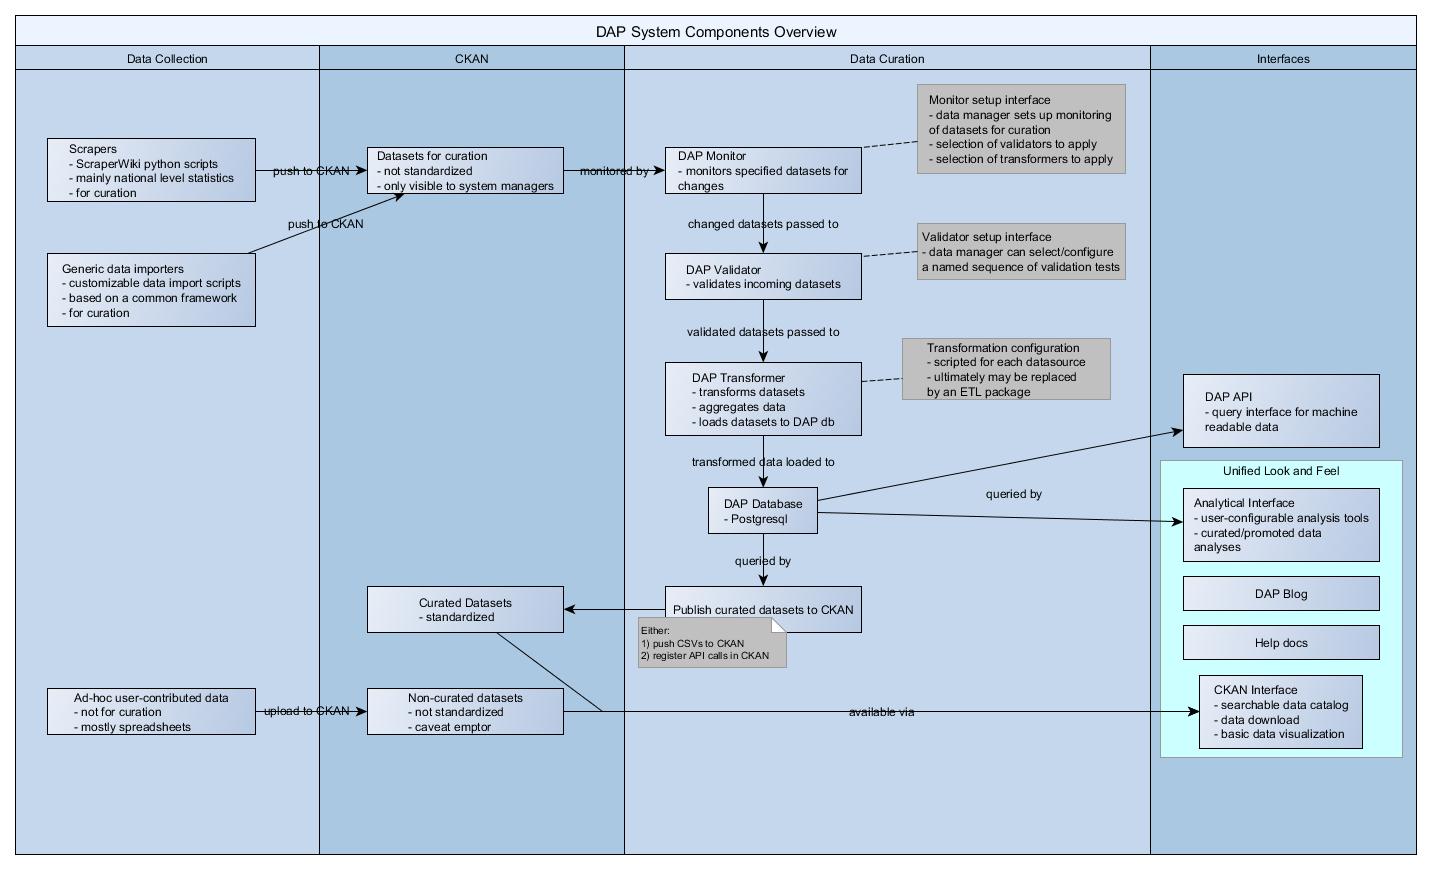 DAP System Components Overview
Data Collection
CKAN
Data Curation
Interfaces
Scrapers
- ScraperWiki python scripts
- mainly national level statistics
- for curation
push to CKAN
Datasets for curation
- not standardized
- only visible to system managers
monitored by
DAP Monitor
- monitors specified datasets for
changes
Monitor setup interface
- data manager sets up monitoring
of datasets for curation
- selection of validators to apply
- selection of transformers to apply
push to CKAN
Generic data importers
- customizable data import scripts
- based on a common framework
- for curation
changed datasets passed to
DAP Validator
- validates incoming datasets
Validator setup interface
- data manager can select/configure
a named sequence of validation tests
validated datasets passed to
DAP Transformer
- transforms datasets
- aggregates data
- loads datasets to DAP db
Transformation configuration
- scripted for each datasource
- ultimately may be replaced
by an ETL package
transformed data loaded to
DAP Database
- Postgresql
queried by
queried by
DAP API
- query interface for machine
readable data
Unified Look and Feel
Analytical Interface
- user-configurable analysis tools
- curated/promoted data
analyses
DAP Blog
Help docs
CKAN Interface
- searchable data catalog
- data download
- basic data visualization
Publish curated datasets to CKAN
Either:
1) push CSVs to CKAN
2) register API calls in CKAN
Curated Datasets
- standardized
Ad-hoc user-contributed data
- not for curation
- mostly spreadsheets
upload to CKAN
Non-curated datasets
- not standardized
- caveat emptor
available via